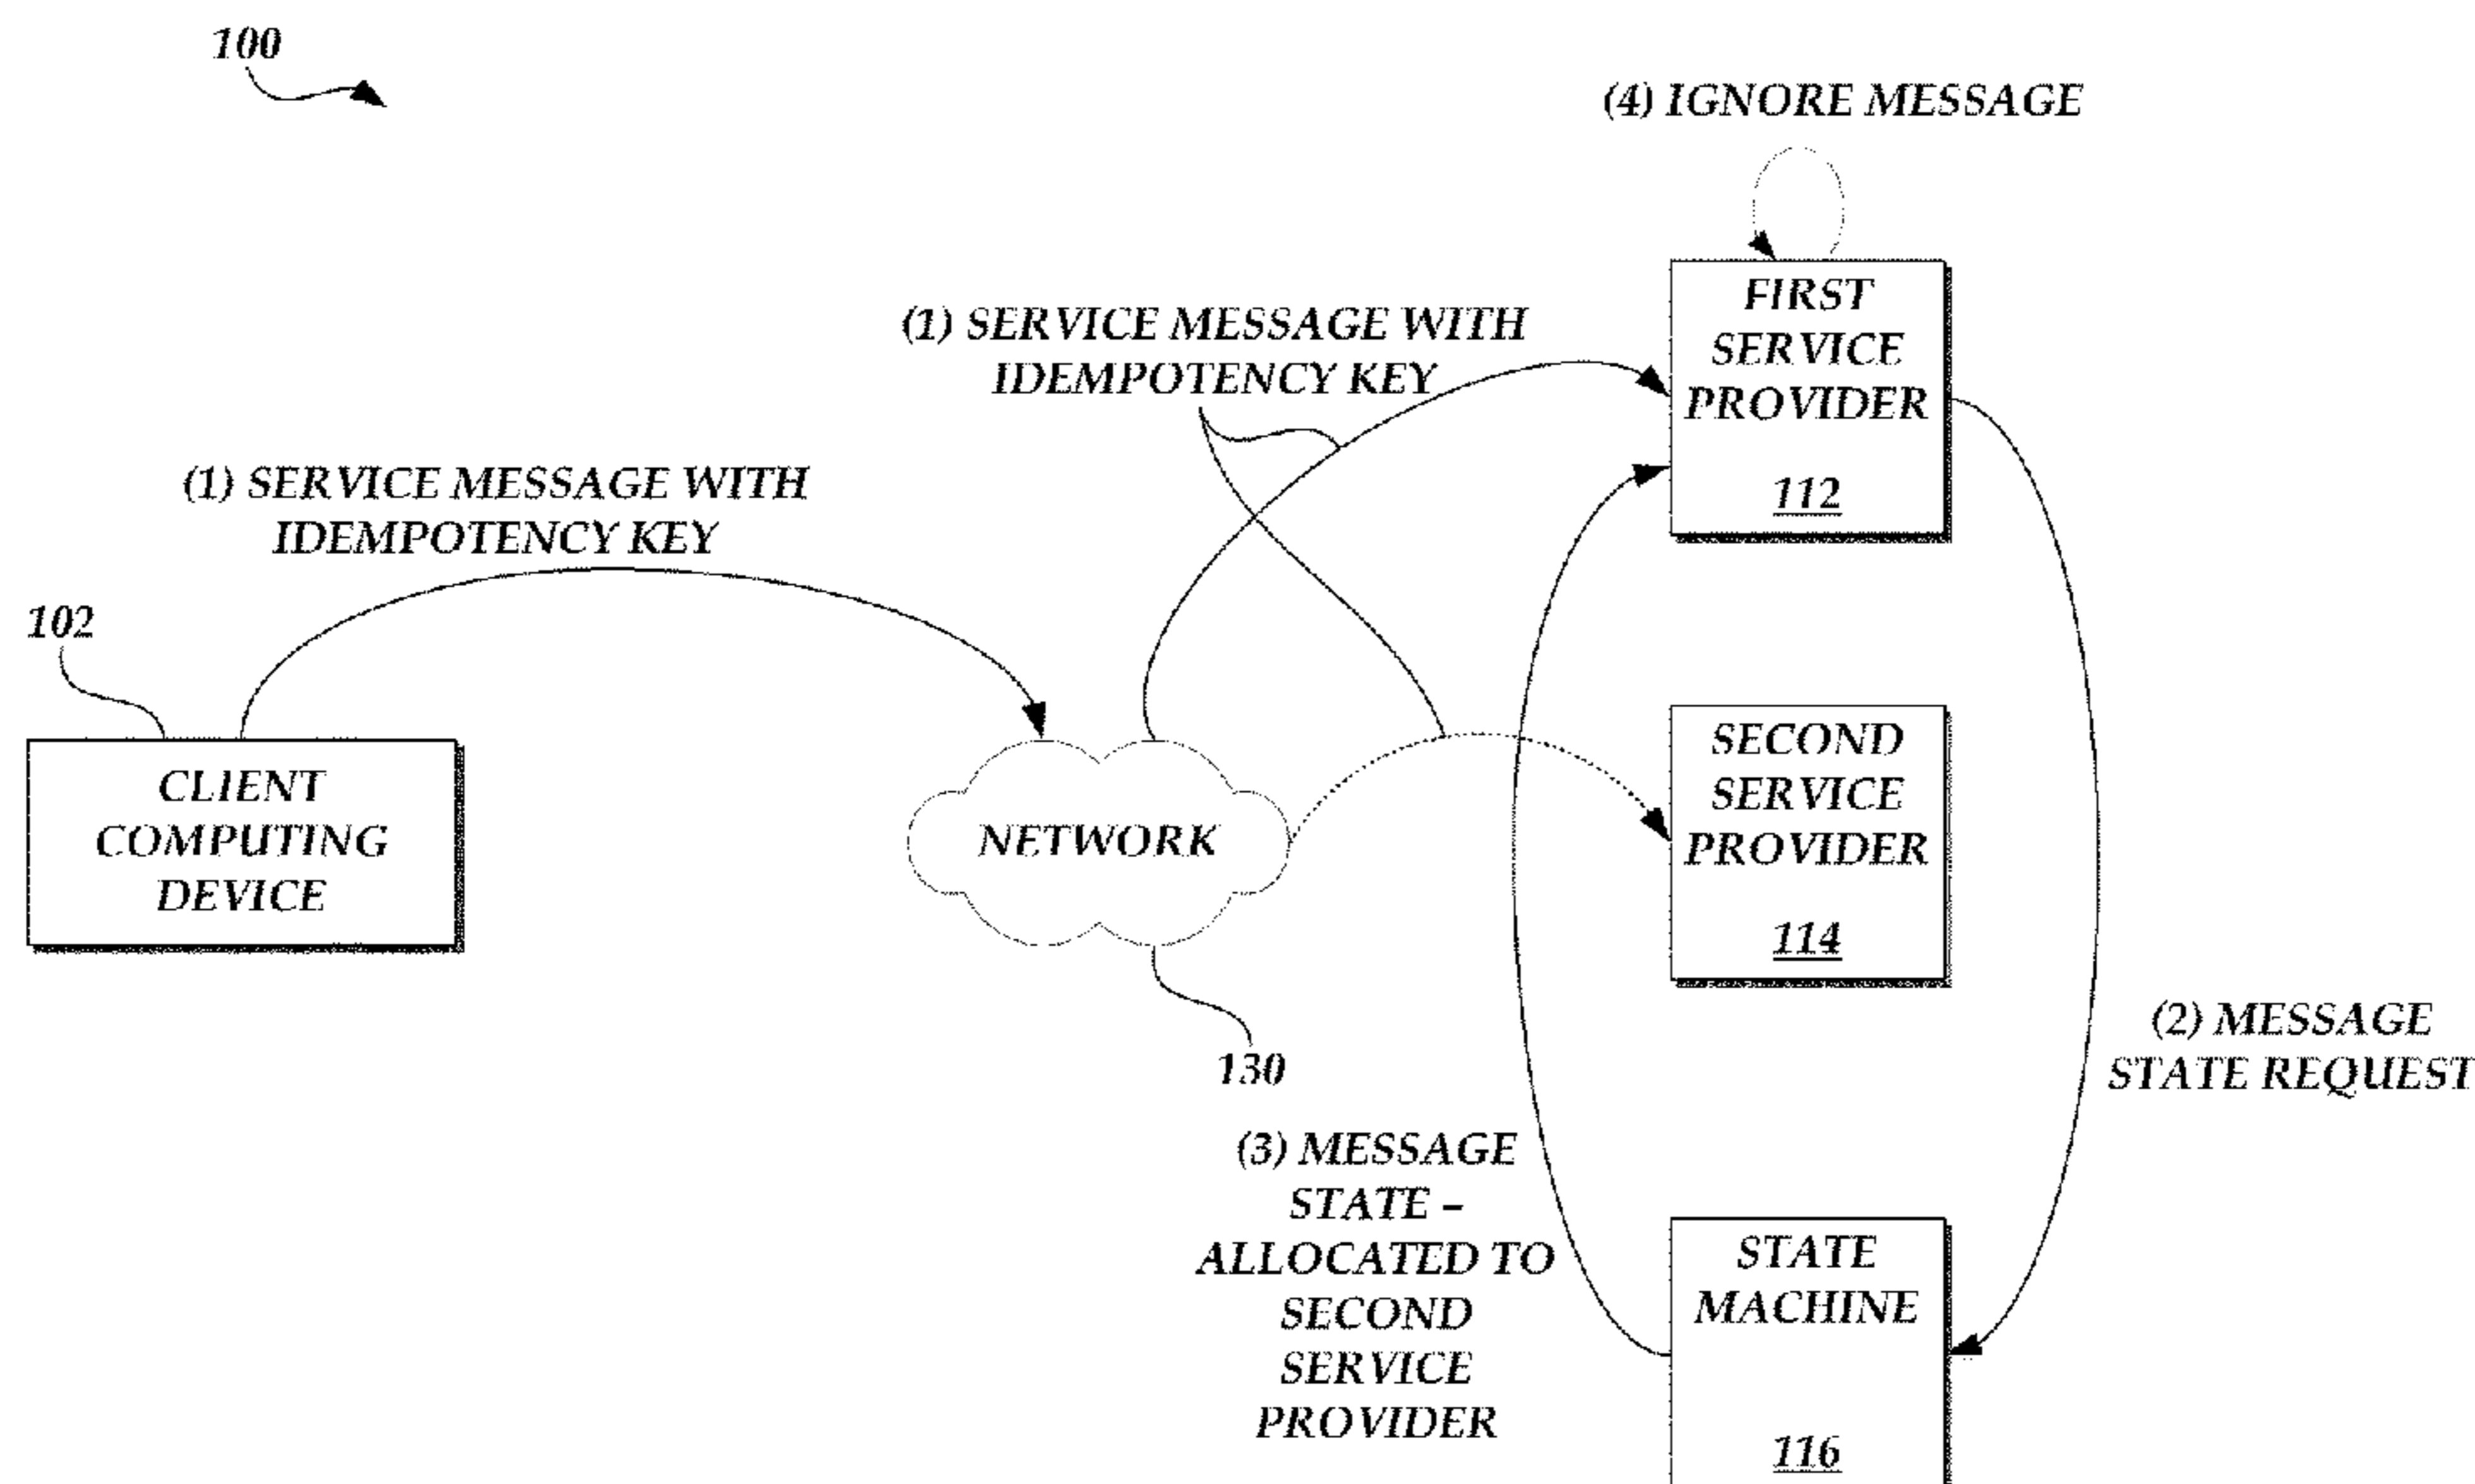 100
(4) IGNORE MESSAGE
FIRST
SERVICE
PROVIDER
112
(1) SERVICE MESSAGE WITH
IDEMPOTENCY KEY
(1) SERVICE MESSAGE WITH
IDEMPOTENCY KEY
102
CLIENT
COMPUTING
DEVICE
NETWORK
130
SECOND
SERVICE
PROVIDER
114
(2) MESSAGE
STATE REQUEST
(3) MESSAGE
STATE –
ALLOCATED TO
SECOND
SERVICE
PROVIDER
STATE
MACHINE
116